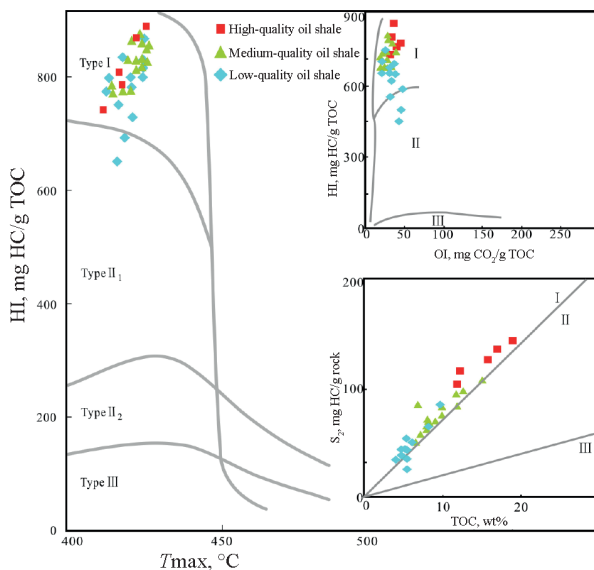 High-quality oil shale
Medium-quality oil shale
Low-quality oil shale
Type I
Type II₁
Type II₂
Type III
800
600
400
200
0
HI, mg HC/g TOC
400
450
500
Tmax, °C
900
600
300
0
HI, mg HC/g TOC
I
II
III
0
50
100
150
200
250
OI, mg CO₂/g TOC
200
100
0
S₂, mg HC/g rock
I
II
III
0
10
20
TOC, wt%